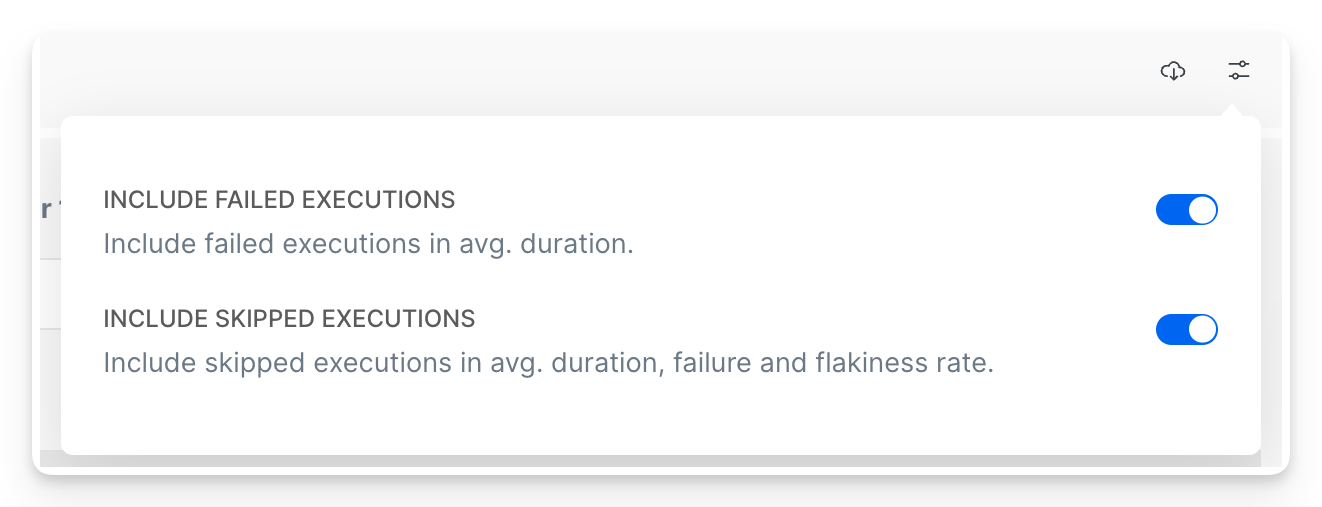 r
INCLUDE FAILED EXECUTIONS
Include failed executions in avg. duration.
INCLUDE SKIPPED EXECUTIONS
Include skipped executions in avg. duration, failure and flakiness rate.